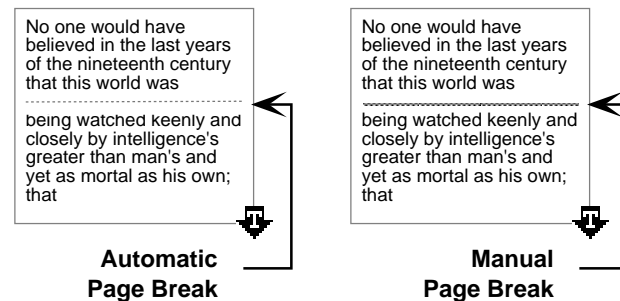 No one would have
believed in the last years
of the nineteenth century
that this world was
being watched keenly and
closely by intelligence's
greater than man's and
yet as mortal as his own;
that
Automatic
Page Break
No one would have
believed in the last years
of the nineteenth century
that this world was
being watched keenly and
closely by intelligence's
greater than man's and
yet as mortal as his own;
that
Manual
Page Break